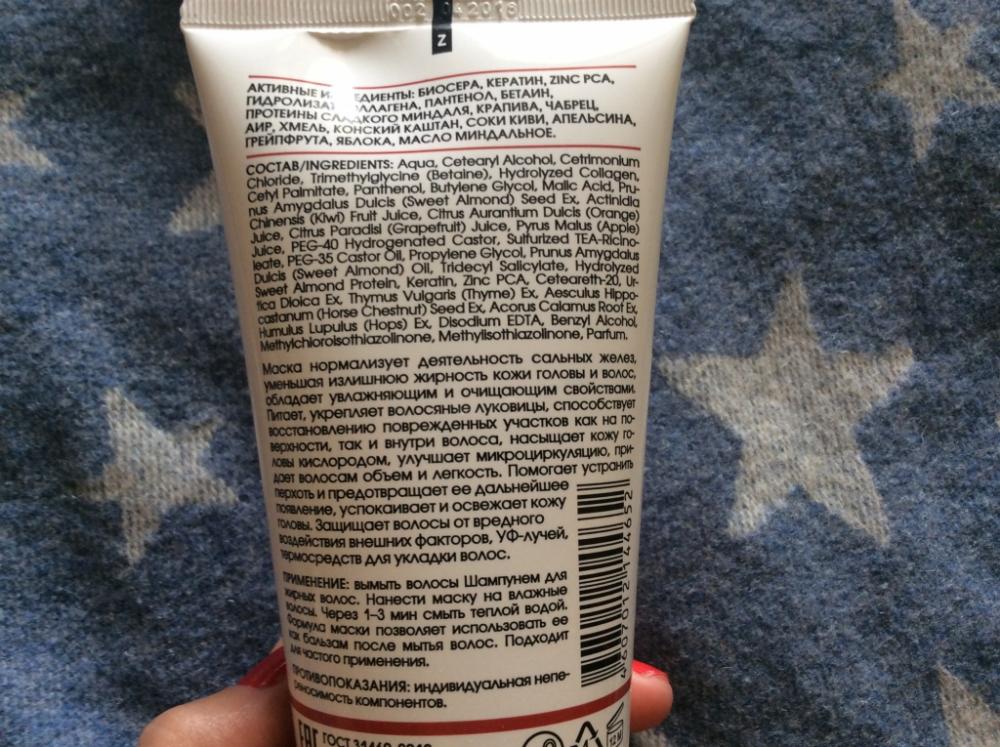 002 042016
Z
АКТИВНЫЕ ИНГРЕДИЕНТЫ: БИОСЕРА, КЕРАТИН, ZINC PCA,
ГИДРОЛИЗАТ КОЛЛАГЕНА, ПАНТЕНОЛ, БЕТАИН,
ПРОТЕИНЫ СЛАДКОГО МИНДАЛЯ, КРАПИВА, ЧАБРЕЦ,
АИР, ХМЕЛЬ, КОНСКИЙ КАШТАН, СОКИ КИВИ, АПЕЛЬСИНА,
ГРЕЙПФРУТА, ЯБЛОКА, МАСЛО МИНДАЛЬНОЕ.
СОСТАВ/INGREDIENTS: Aqua, Cetearyl Alcohol, Cetrimonium
Chloride, Trimethylglycine (Betaine), Hydrolyzed Collagen,
Cetyl Palmitate, Panthenol, Butylene Glycol, Malic Acid, Pru-
nus Amygdalus Dulcis (Sweet Almond) Seed Ex, Actinidia
Chinensis (Kiwi) Fruit Juice, Citrus Aurantium Dulcis (Orange)
Juice, Citrus Paradisi (Grapefruit) Juice, Pyrus Malus (Apple)
Juice, PEG-40 Hydrogenated Castor, Sulfurized TEA-Ricino-
leate, PEG-35 Castor Oil, Propylene Glycol, Prunus Amygdalus
Dulcis (Sweet Almond) Oil, Tridecyl Salicylate, Hydrolyzed
Sweet Almond Protein, Keratin, Zinc PCA, Ceteareth-20, Ur-
tica Dioica Ex, Thymus Vulgaris (Thyme) Ex, Aesculus Hippo-
castanum (Horse Chestnut) Seed Ex, Acorus Calamus Root Ex,
Humulus Lupulus (Hops) Ex, Disodium EDTA, Benzyl Alcohol,
Methylchloroisothiazolinone, Methylisothiazolinone, Parfum.
Маска нормализует деятельность сальных желез,
уменьшая излишнюю жирность кожи головы и волос,
обладает увлажняющим и очищающим свойствами.
Питает, укрепляет волосяные луковицы, способствует
восстановлению поврежденных участков как на по-
верхности, так и внутри волоса, насыщает кожу го-
ловы кислородом, улучшает микроциркуляцию, при-
дает волосам объем и легкость. Помогает устранить
перхоть и предотвращает ее дальнейшее
появление, успокаивает и освежает кожу
головы. Защищает волосы от вредного
воздействия внешних факторов, УФ-лучей,
термосредств для укладки волос.
ПРИМЕНЕНИЕ: вымыть волосы Шампунем для
жирных волос. Нанести маску на влажные
волосы. Через 1-3 мин смыть теплой водой.
Формула маски позволяет использовать ее
как бальзам после мытья волос. Подходит
для частого применения.
ПРОТИВОПОКАЗАНИЯ: индивидуальная непе-
реносимость компонентов.
4607012144652
EAC ГОСТ
12 М